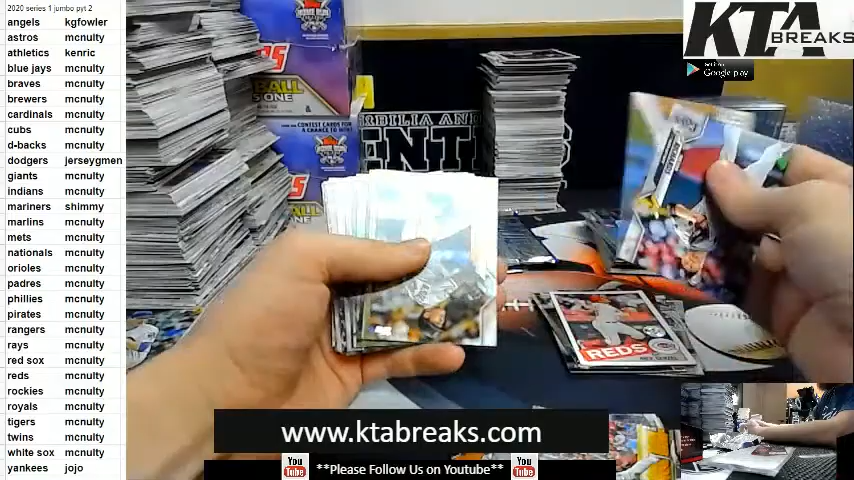 2020 series 1 jumbo pyt 2
angels kgfowler
astros mcnulty
athletics kenric
blue jays mcnulty
braves mcnulty
brewers mcnulty
cardinals mcnulty
cubs mcnulty
d-backs mcnulty
dodgers jerseygmen
giants mcnulty
indians mcnulty
mariners shimmy
marlins mcnulty
mets mcnulty
nationals mcnulty
orioles mcnulty
padres mcnulty
phillies mcnulty
pirates mcnulty
rangers mcnulty
rays mcnulty
red sox mcnulty
reds mcnulty
rockies mcnulty
royals mcnulty
tigers mcnulty
twins mcnulty
white sox mcnulty
yankees jojo
KTA
BREAKS
Google play
REDS
www.ktabreaks.com
You Tube **Please Follow Us on Youtube** You Tube